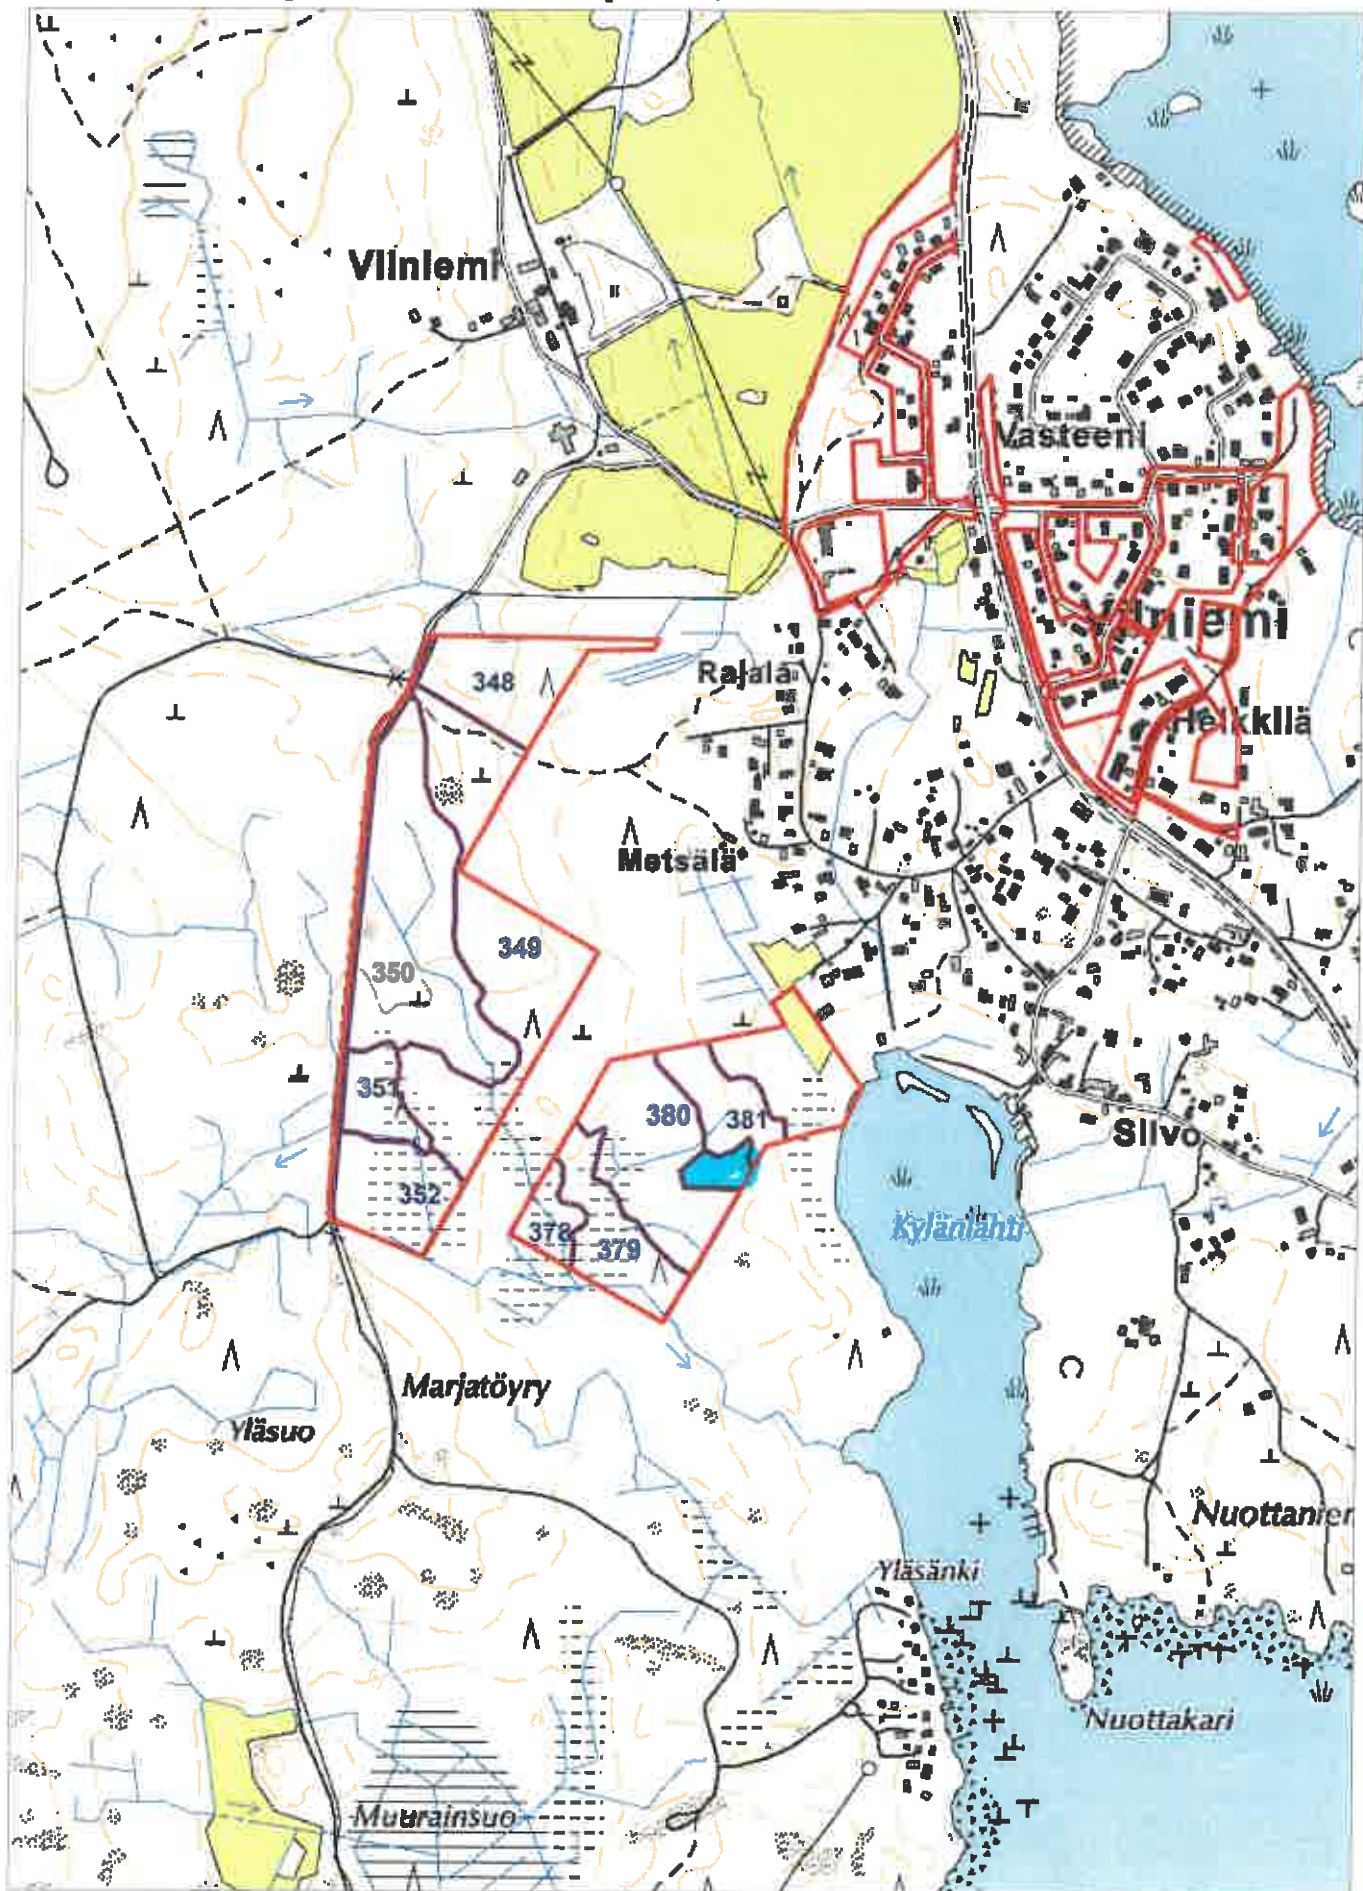 Viiniemi
Vasteeni
Viiniemi
348
Rajala
Heikkilä
Metsälä
349
350
351
380
381
Siivo
352
378
379
Kylänlahti
Marjatöyry
Yläsuo
C
Nuottanier
Yläsänki
Nuottakari
Muurainsuo